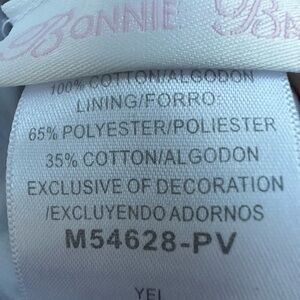 BONNIE
100% COTTON/ALGODON
LINING/FORRO:
65% POLYESTER/POLIESTER
35% COTTON/ALGODON
EXCLUSIVE OF DECORATION
/EXCLUYENDO ADORNOS
M54628-PV
YEL